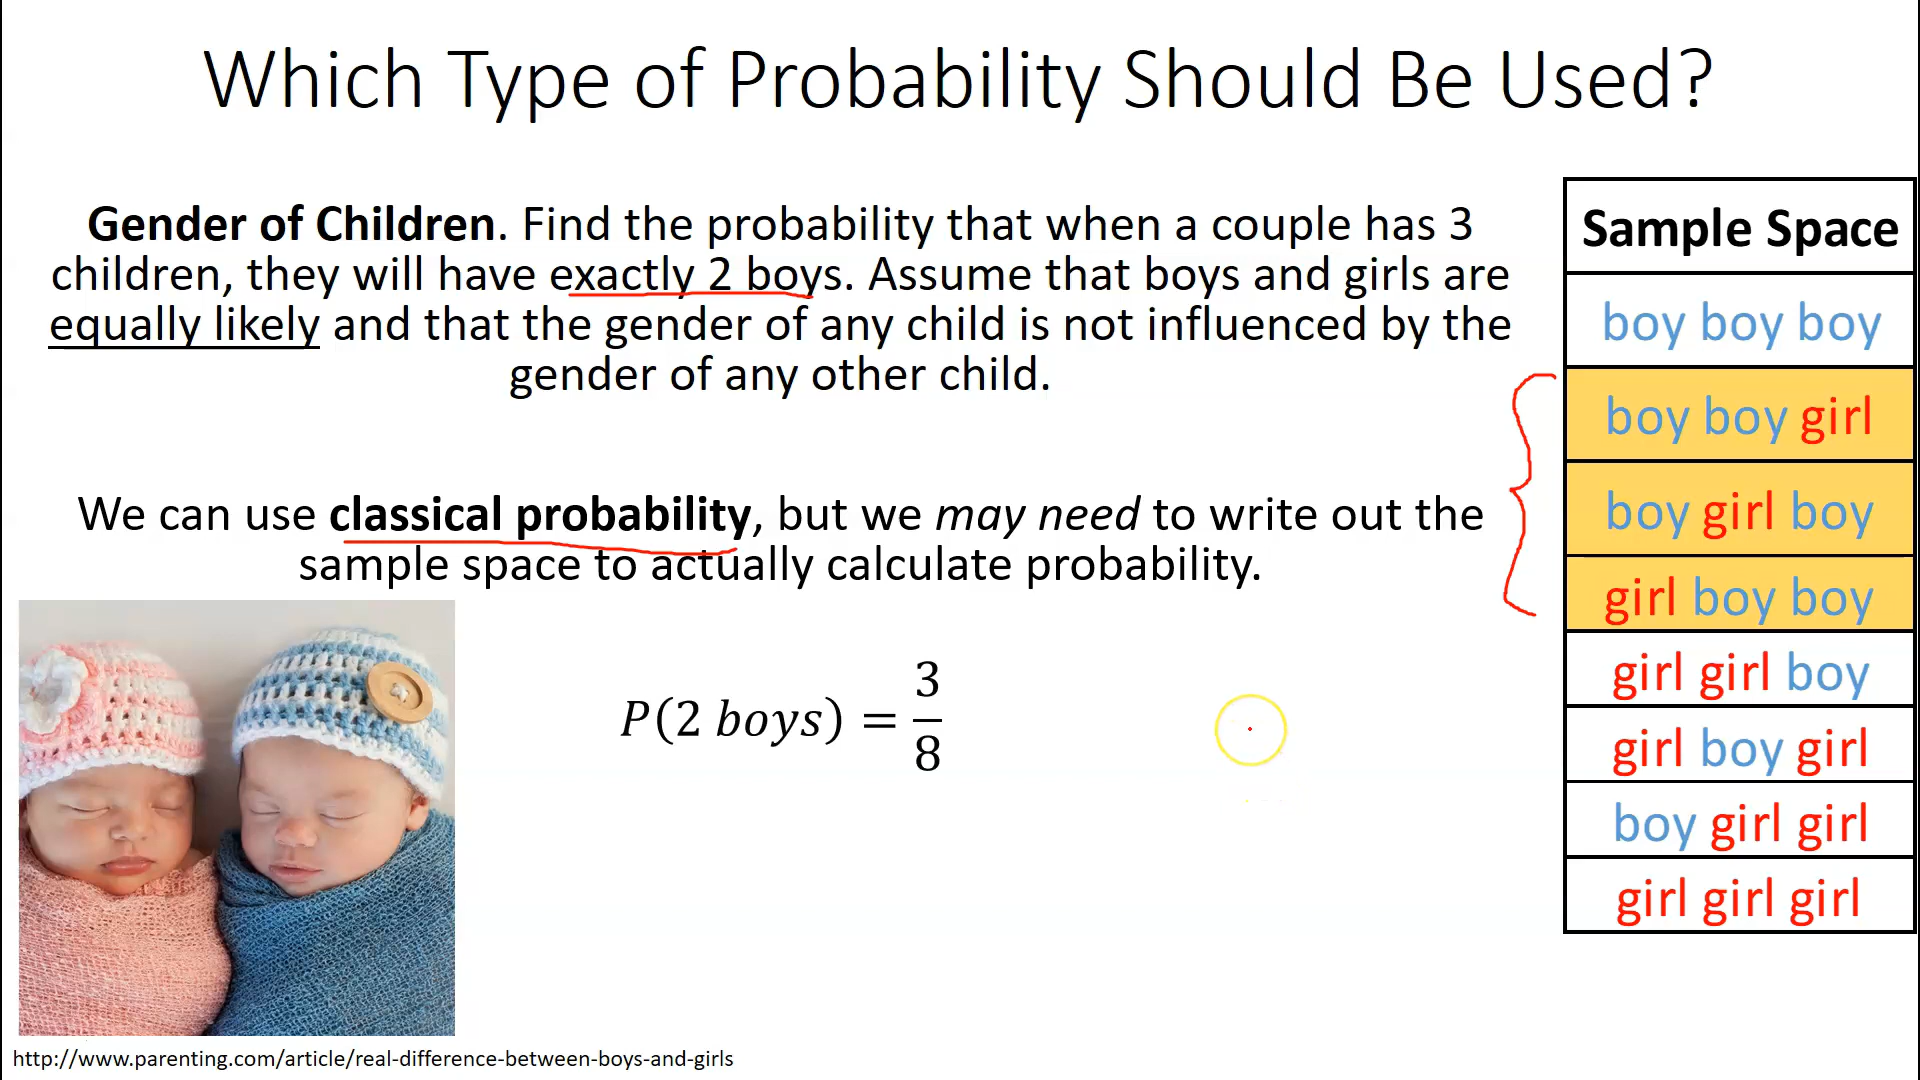 Which Type of Probability Should Be Used?
Gender of Children. Find the probability that when a couple has 3
children, they will have exactly 2 boys. Assume that boys and girls are
equally likely and that the gender of any child is not influenced by the
gender of any other child.
We can use classical probability, but we may need to write out the
sample space to actually calculate probability.
P(2 boys) = 3/8
Sample Space
boy boy boy
boy boy girl
boy girl boy
girl boy boy
girl girl boy
girl boy girl
boy girl girl
girl girl girl
http://www.parenting.com/article/real-difference-between-boys-and-girls